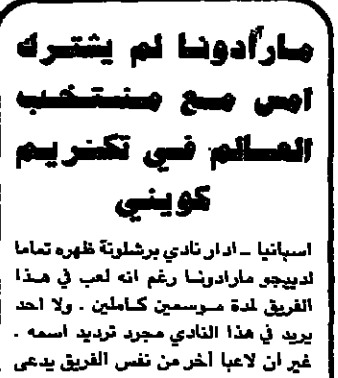 مارادونا لم يشترك
امس مع منتخب
العالم في تكريم
كويني
اسبانيا - ادار نادي برشلونة ظهره تماما
لدييجو مارادونا رغم انه لعب في هذا
الفريق لمدة موسمين كاملين . ولا احد
يريد في هذا النادي مجرد ترديد اسمه .
غير ان لاعبا آخر من نفس الفريق يدعى